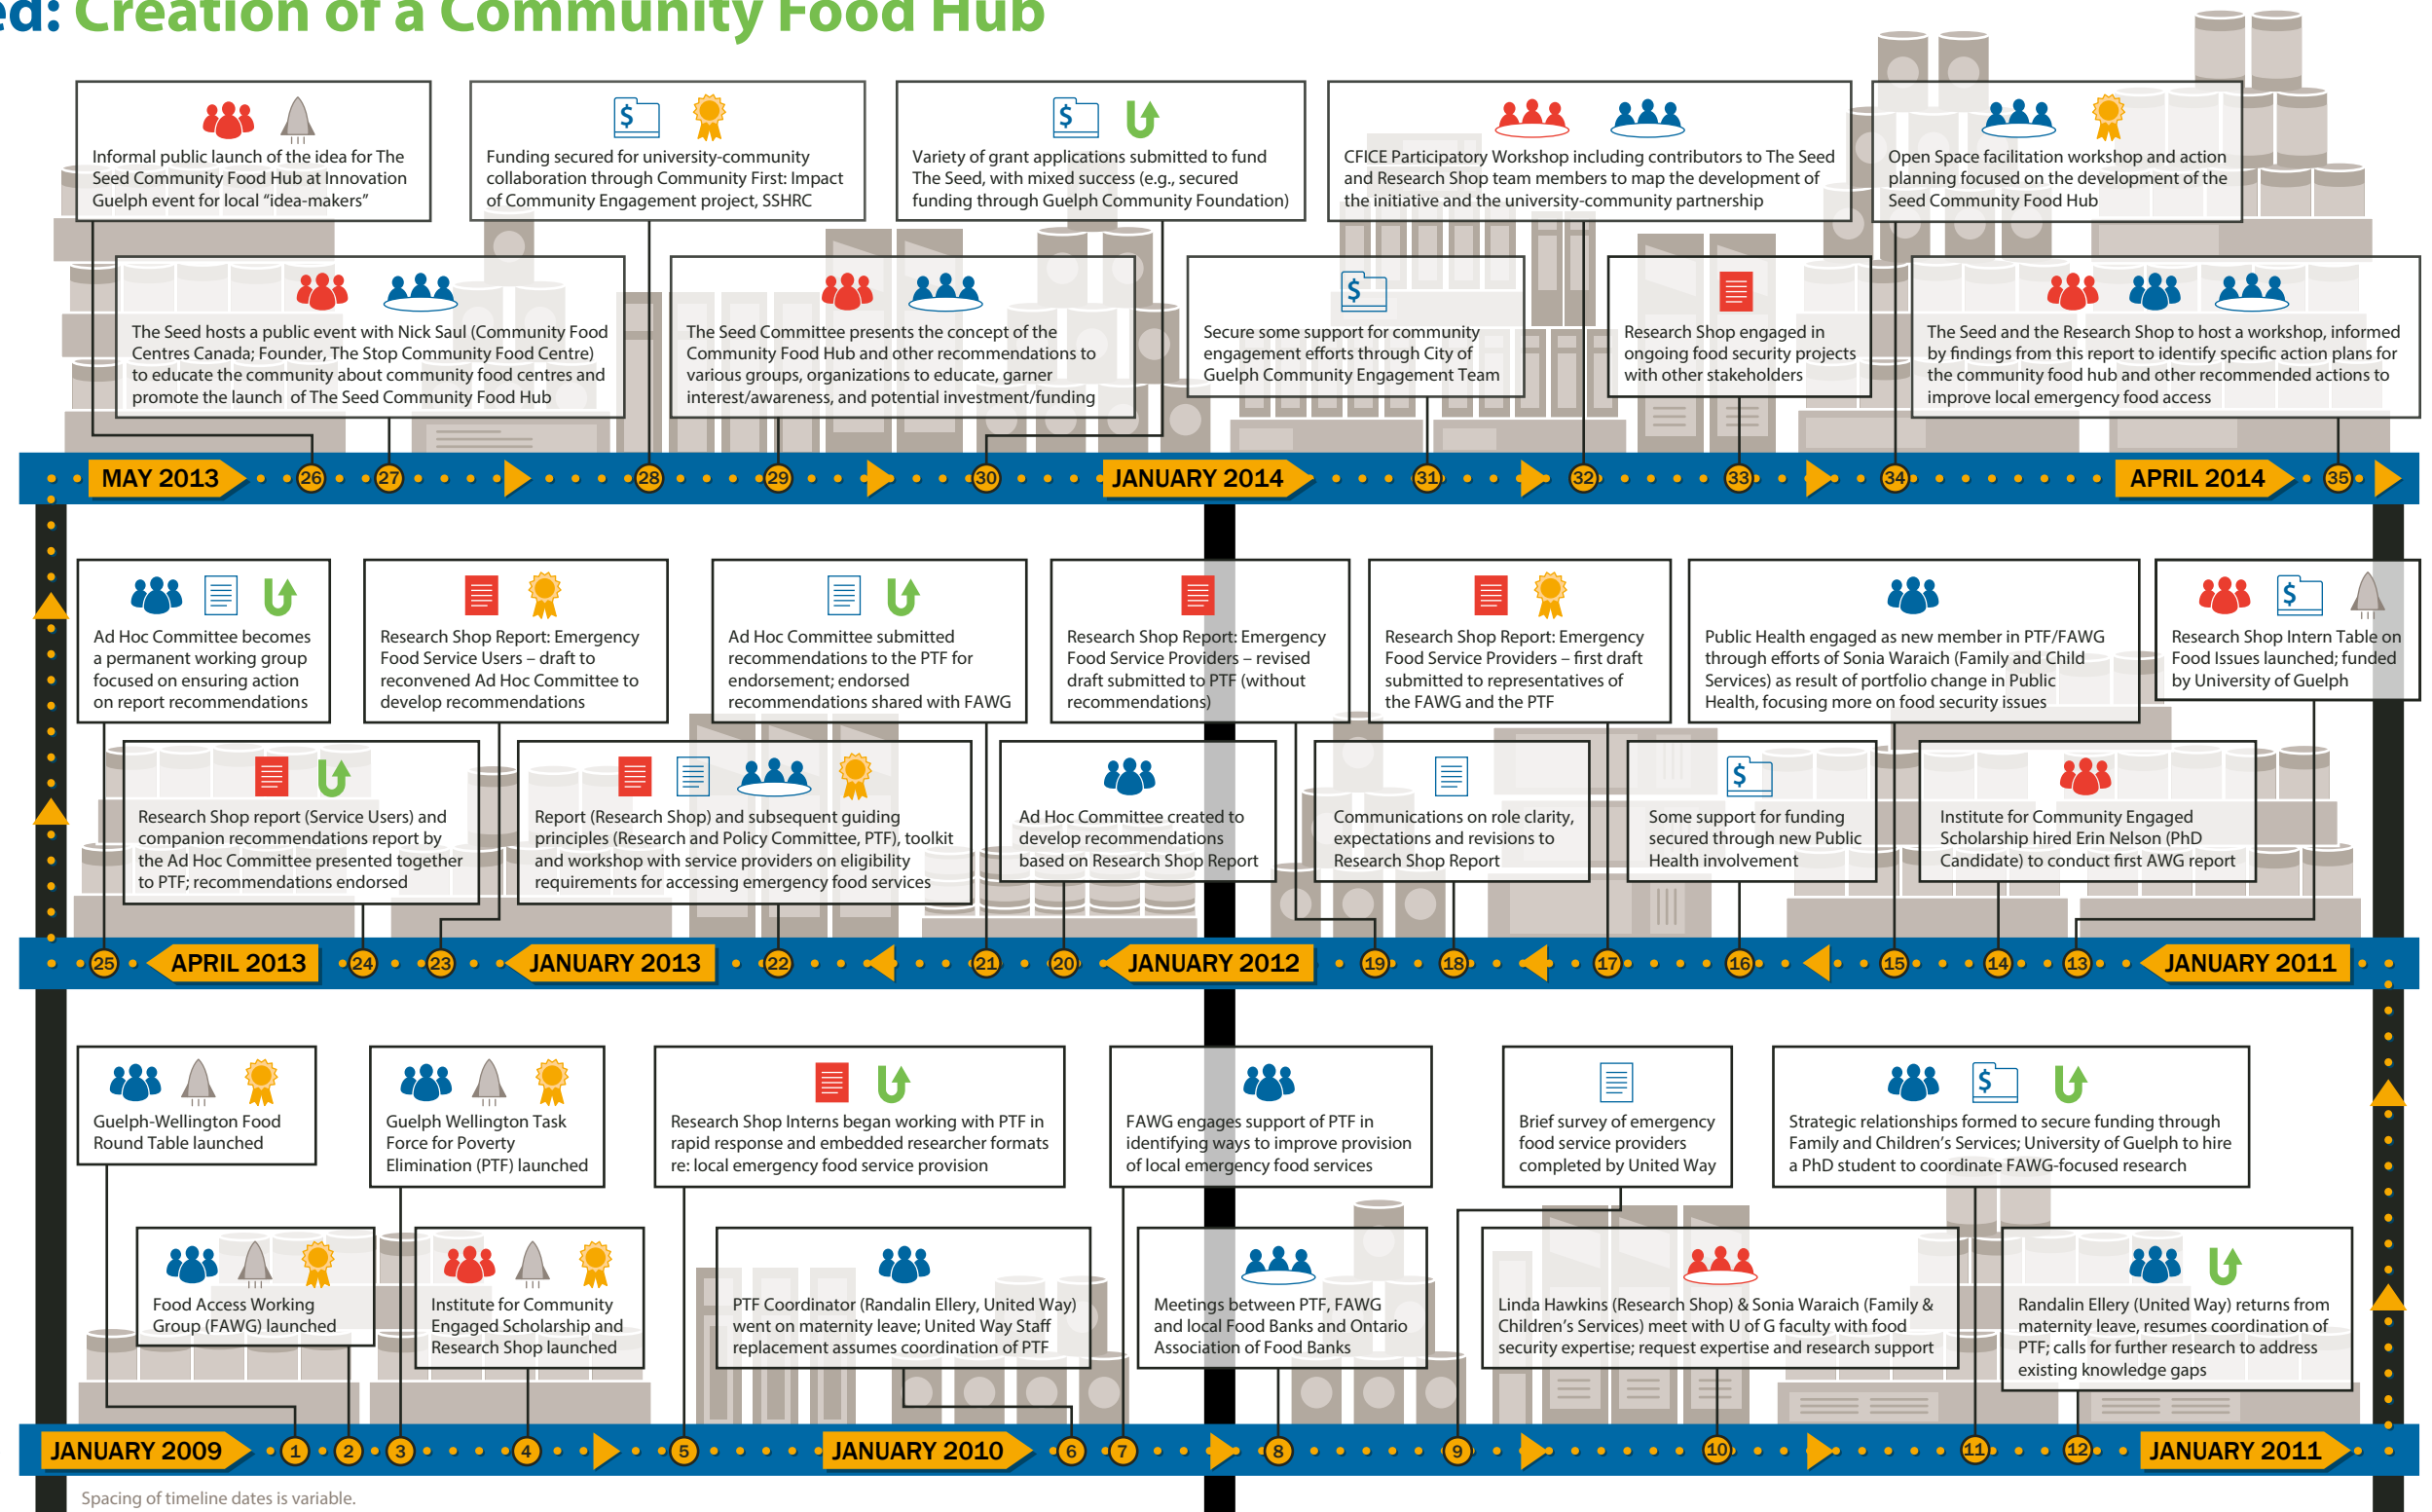 ed: Creation of a Community Food Hub
Informal public launch of the idea for The
Seed Community Food Hub at Innovation
Guelph event for local “idea-makers”
$
Funding secured for university-community
collaboration through Community First: Impact
of Community Engagement project, SSHRC
$
Variety of grant applications submitted to fund
The Seed, with mixed success (e.g., secured
funding through Guelph Community Foundation)
CFICE Participatory Workshop including contributors to The Seed
and Research Shop team members to map the development of
the initiative and the university-community partnership
Open Space facilitation workshop and action
planning focused on the development of the
Seed Community Food Hub
The Seed hosts a public event with Nick Saul (Community Food
Centres Canada; Founder, The Stop Community Food Centre)
to educate the community about community food centres and
promote the launch of The Seed Community Food Hub
The Seed Committee presents the concept of the
Community Food Hub and other recommendations to
various groups, organizations to educate, garner
interest/awareness, and potential investment/funding
$
Secure some support for community
engagement efforts through City of
Guelph Community Engagement Team
Research Shop engaged in
ongoing food security projects
with other stakeholders
The Seed and the Research Shop to host a workshop, informed
by findings from this report to identify specific action plans for
the community food hub and other recommended actions to
improve local emergency food access
MAY 2013 26 27 28 29 30 JANUARY 2014 31 32 33 34 APRIL 2014 35
Ad Hoc Committee becomes
a permanent working group
focused on ensuring action
on report recommendations
Research Shop Report: Emergency
Food Service Users – draft to
reconvened Ad Hoc Committee to
develop recommendations
Ad Hoc Committee submitted
recommendations to the PTF for
endorsement; endorsed
recommendations shared with FAWG
Research Shop Report: Emergency
Food Service Providers – revised
draft submitted to PTF (without
recommendations)
Research Shop Report: Emergency
Food Service Providers – first draft
submitted to representatives of
the FAWG and the PTF
Public Health engaged as new member in PTF/FAWG
through efforts of Sonia Waraich (Family and Child
Services) as result of portfolio change in Public
Health, focusing more on food security issues
$
Research Shop Intern Table on
Food Issues launched; funded
by University of Guelph
Research Shop report (Service Users) and
companion recommendations report by
the Ad Hoc Committee presented together
to PTF; recommendations endorsed
Report (Research Shop) and subsequent guiding
principles (Research and Policy Committee, PTF), toolkit
and workshop with service providers on eligibility
requirements for accessing emergency food services
Ad Hoc Committee created to
develop recommendations
based on Research Shop Report
Communications on role clarity,
expectations and revisions to
Research Shop Report
$
Some support for funding
secured through new Public
Health involvement
Institute for Community Engaged
Scholarship hired Erin Nelson (PhD
Candidate) to conduct first AWG report
25 APRIL 2013 24 23 JANUARY 2013 22 21 20 JANUARY 2012 19 18 17 16 15 14 13 JANUARY 2011
Guelph-Wellington Food
Round Table launched
Guelph Wellington Task
Force for Poverty
Elimination (PTF) launched
Research Shop Interns began working with PTF in
rapid response and embedded researcher formats
re: local emergency food service provision
FAWG engages support of PTF in
identifying ways to improve provision
of local emergency food services
Brief survey of emergency
food service providers
completed by United Way
$
Strategic relationships formed to secure funding through
Family and Children’s Services; University of Guelph to hire
a PhD student to coordinate FAWG-focused research
Food Access Working
Group (FAWG) launched
Institute for Community
Engaged Scholarship and
Research Shop launched
PTF Coordinator (Randalin Ellery, United Way)
went on maternity leave; United Way Staff
replacement assumes coordination of PTF
Meetings between PTF, FAWG
and local Food Banks and Ontario
Association of Food Banks
Linda Hawkins (Research Shop) & Sonia Waraich (Family &
Children’s Services) meet with U of G faculty with food
security expertise; request expertise and research support
Randalin Ellery (United Way) returns from
maternity leave, resumes coordination of
PTF; calls for further research to address
existing knowledge gaps
JANUARY 2009 1 2 3 4 5 JANUARY 2010 6 7 8 9 10 11 12 JANUARY 2011
Spacing of timeline dates is variable.